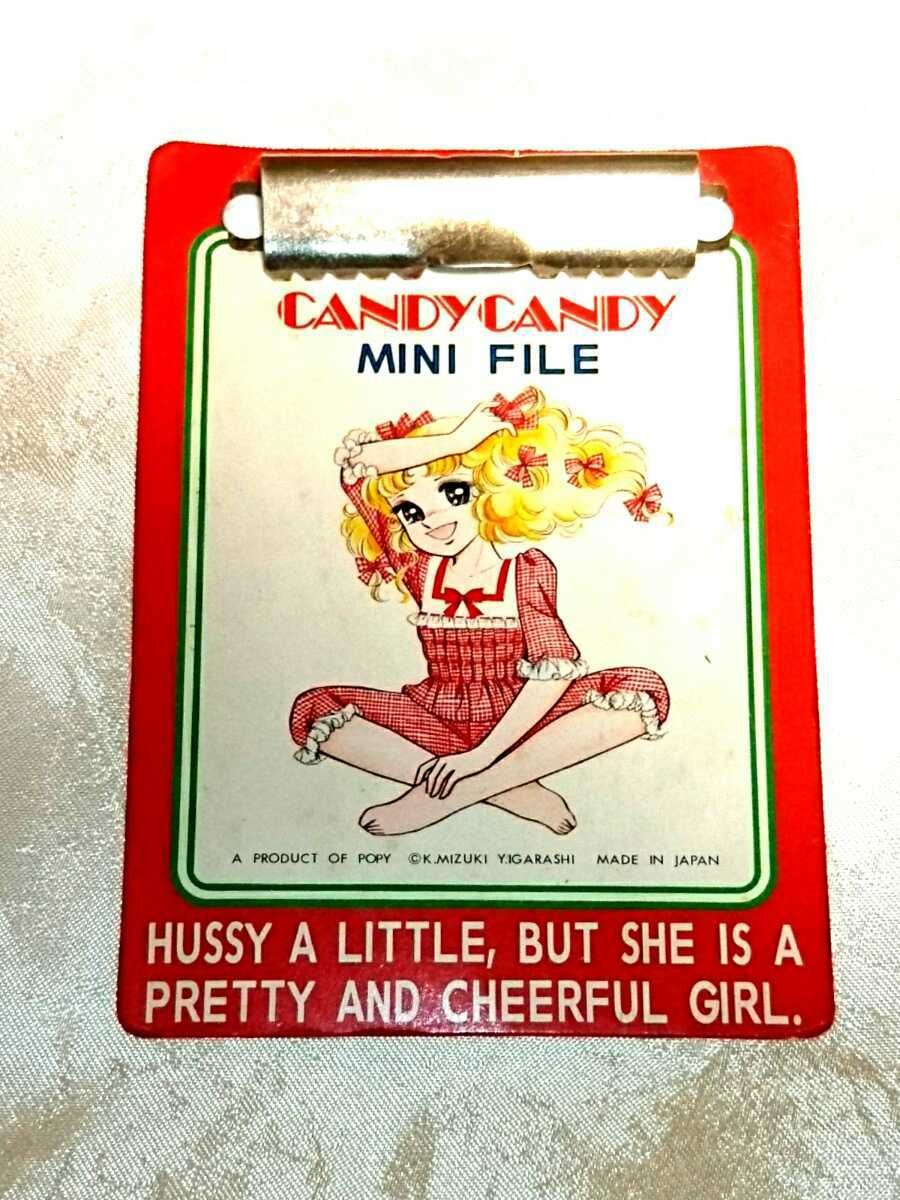 CANDY CANDY
MINI FILE
A PRODUCT OF POPY ©K.MIZUKI Y.IGARASHI MADE IN JAPAN
HUSSY A LITTLE, BUT SHE IS A
PRETTY AND CHEERFUL GIRL.